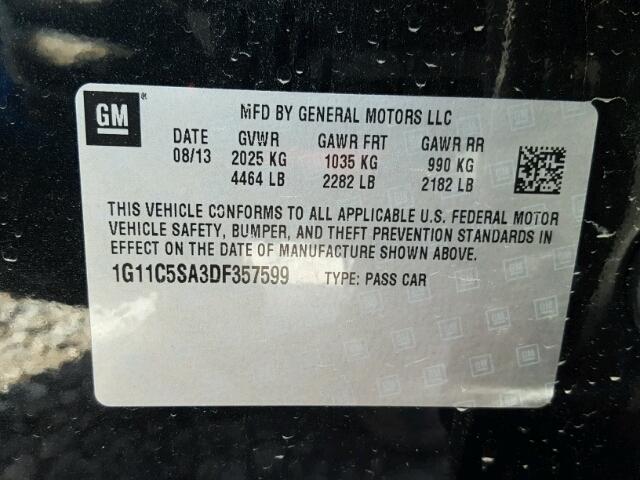 GM
MFD BY GENERAL MOTORS LLC
DATE GVWR GAWR FRT GAWR RR
08/13 2025 KG 1035 KG 990 KG
4464 LB 2282 LB 2182 LB
THIS VEHICLE CONFORMS TO ALL APPLICABLE U.S. FEDERAL MOTOR
VEHICLE SAFETY, BUMPER, AND THEFT PREVENTION STANDARDS IN
EFFECT ON THE DATE OF MANUFACTURE SHOWN ABOVE.
1G11C5SA3DF357599 TYPE: PASS CAR